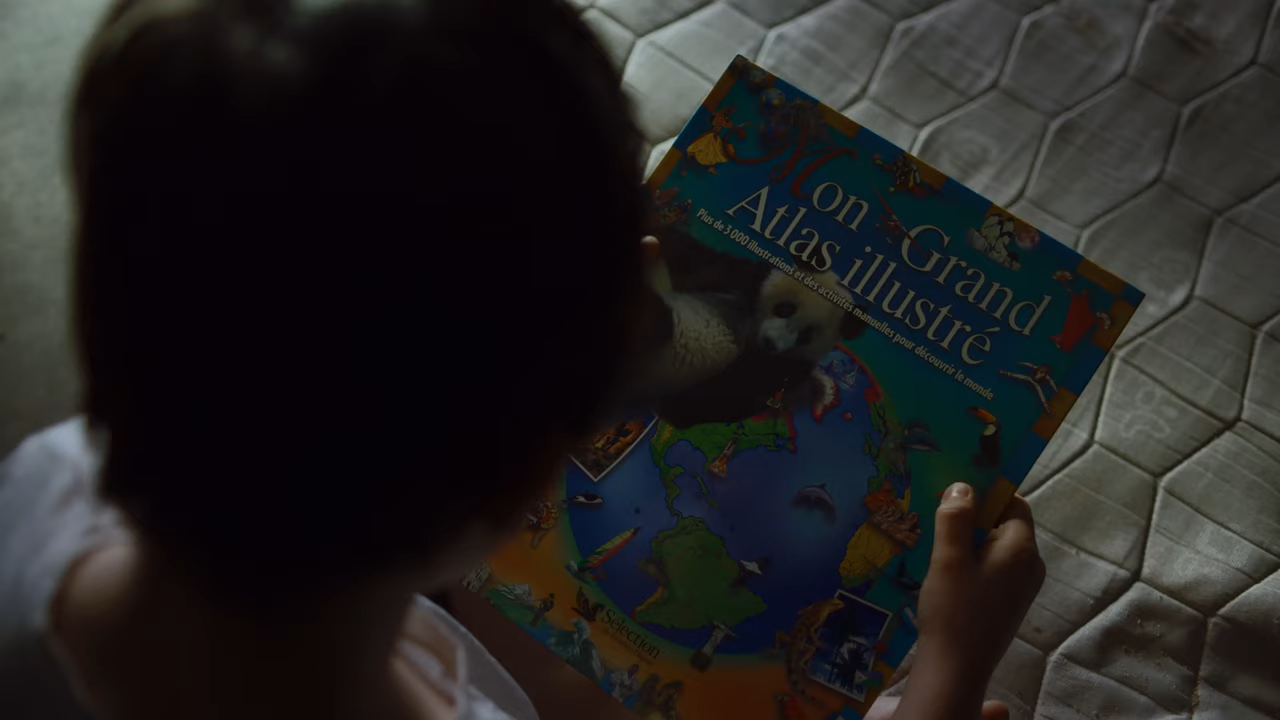 Mon Grand
Atlas illustré
Plus de 3 000 illustrations et des activités manuelles pour découvrir le monde
Sélection